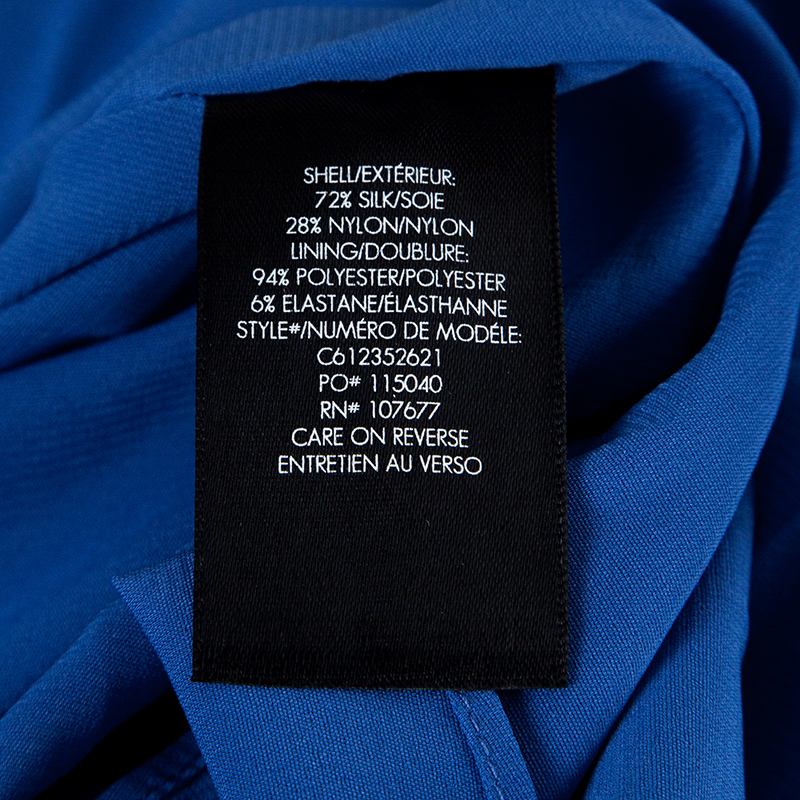 SHELL/EXTÉRIEUR:
72% SILK/SOIE
28% NYLON/NYLON
LINING/DOUBLURE:
94% POLYESTER/POLYESTER
6% ELASTANE/ÉLASTHANNE
STYLE#/NUMÉRO DE MODÉLE:
C612352621
PO# 115040
RN# 107677
CARE ON REVERSE
ENTRETIEN AU VERSO